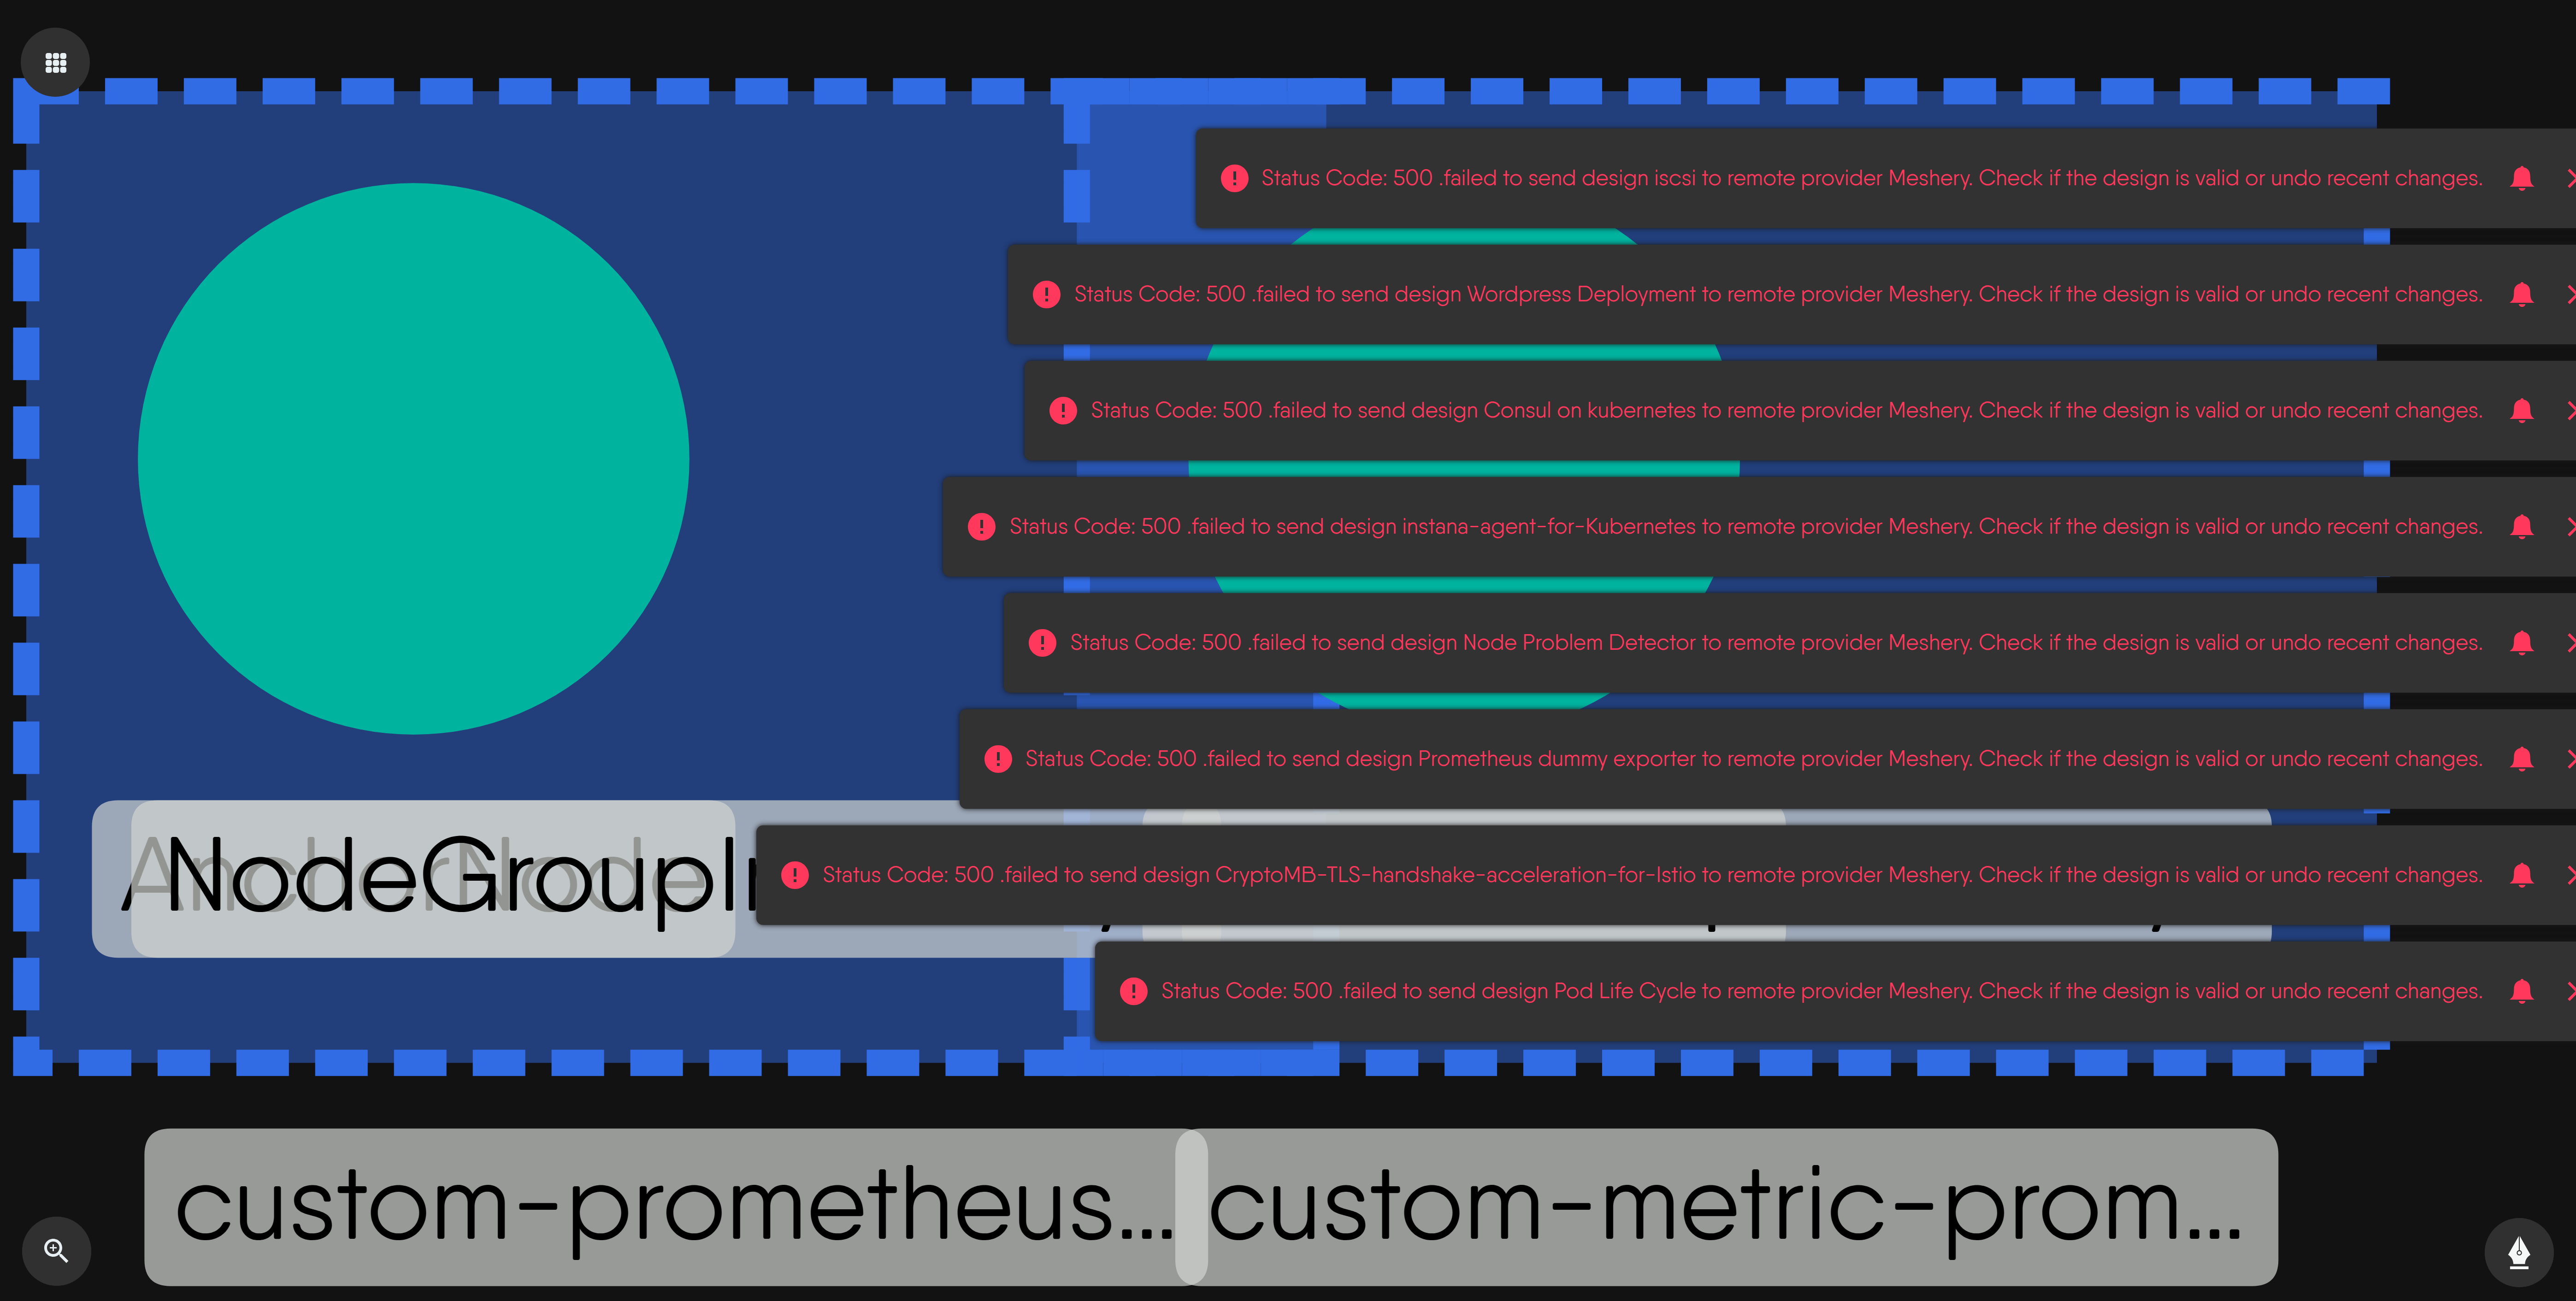 Status Code: 500 .failed to send design iscsi to remote provider Meshery. Check if the design is valid or undo recent changes.
Status Code: 500 .failed to send design Wordpress Deployment to remote provider Meshery. Check if the design is valid or undo recent changes.
Status Code: 500 .failed to send design Consul on kubernetes to remote provider Meshery. Check if the design is valid or undo recent changes.
Status Code: 500 .failed to send design instana-agent-for-Kubernetes to remote provider Meshery. Check if the design is valid or undo recent changes.
Status Code: 500 .failed to send design Node Problem Detector to remote provider Meshery. Check if the design is valid or undo recent changes.
Status Code: 500 .failed to send design Prometheus dummy exporter to remote provider Meshery. Check if the design is valid or undo recent changes.
AnchorNode
Status Code: 500 .failed to send design CryptoMB-TLS-handshake-acceleration-for-Istio to remote provider Meshery. Check if the design is valid or undo recent changes.
Status Code: 500 .failed to send design Pod Life Cycle to remote provider Meshery. Check if the design is valid or undo recent changes.
custom-prometheus...
custom-metric-prom...